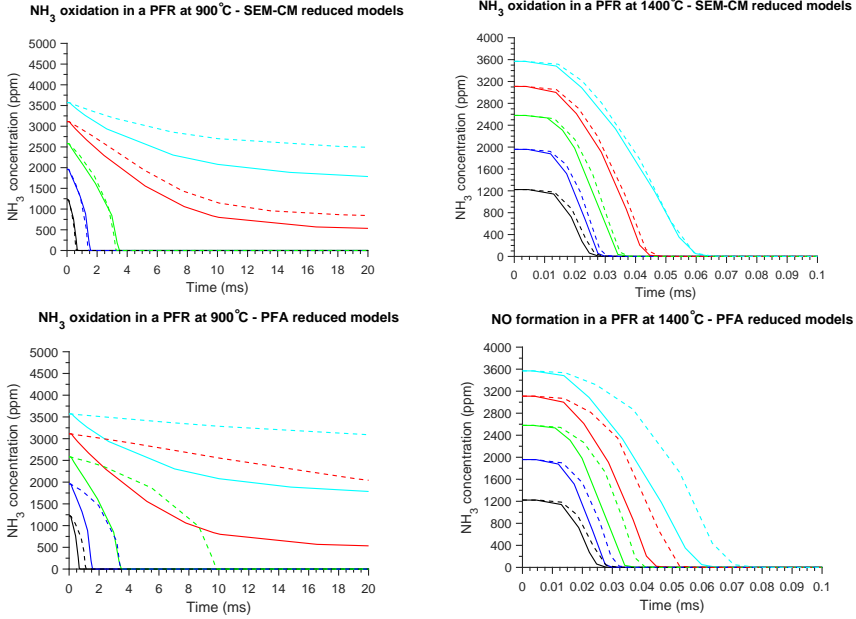 NH3 oxidation in a PFR at 900°C - SEM-CM reduced models
5000
4500
4000
3500
3000
2500
2000
1500
1000
500
0
NH3 concentration (ppm)
0 2 4 6 8 10 12 14 16 18 20
Time (ms)
NH3 oxidation in a PFR at 1400°C - SEM-CM reduced models
4000
3600
3200
2800
2400
2000
1600
1200
800
400
0
NH3 concentration (ppm)
0 0.01 0.02 0.03 0.04 0.05 0.06 0.07 0.08 0.09 0.1
Time (ms)
NH3 oxidation in a PFR at 900°C - PFA reduced models
5000
4500
4000
3500
3000
2500
2000
1500
1000
500
0
NH3 concentration (ppm)
0 2 4 6 8 10 12 14 16 18 20
Time (ms)
NO formation in a PFR at 1400°C - PFA reduced models
4000
3600
3200
2800
2400
2000
1600
1200
800
400
0
NH3 concentration (ppm)
0 0.01 0.02 0.03 0.04 0.05 0.06 0.07 0.08 0.09 0.1
Time (ms)